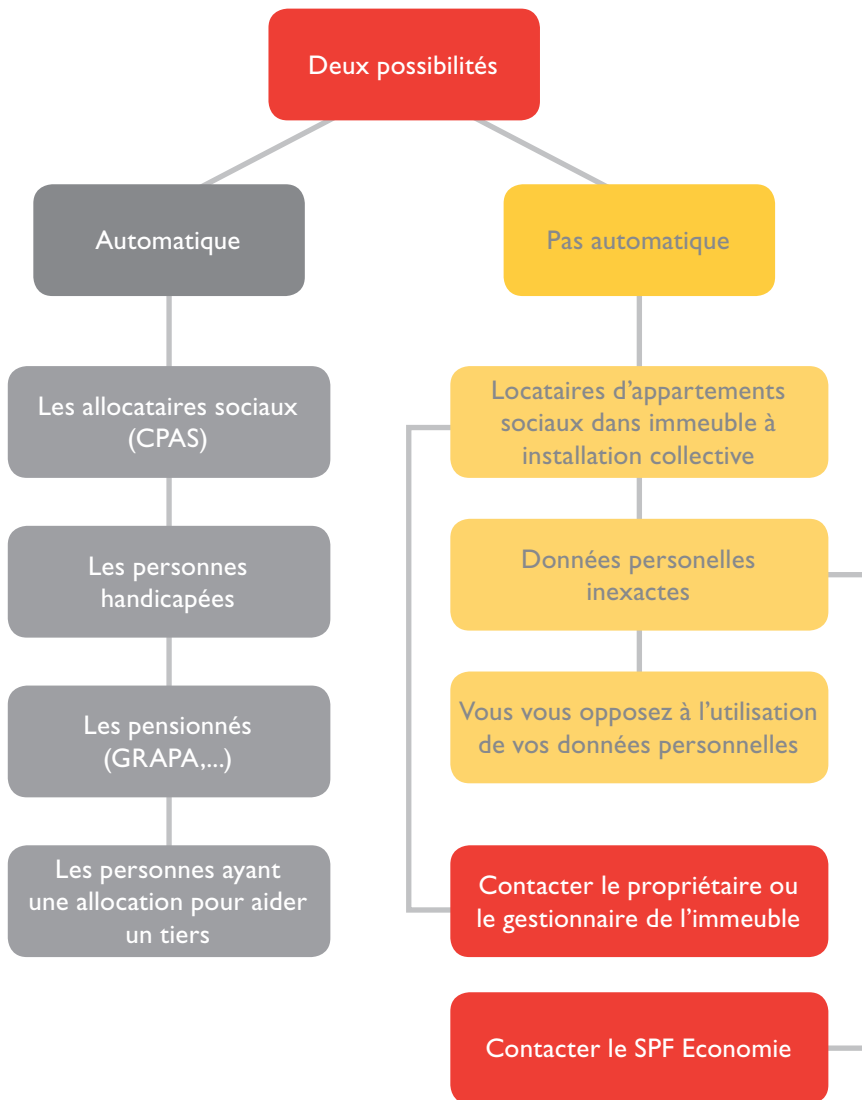 Deux possibilités
Automatique
Les allocataires sociaux
(CPAS)
Les personnes
handicapées
Les pensionnés
(GRAPA,...)
Les personnes ayant
une allocation pour aider
un tiers
Pas automatique
Locataires d’appartements
sociaux dans immeuble à
installation collective
Données personelles
inexactes
Vous vous opposez à l’utilisation
de vos données personnelles
Contacter le propriétaire ou
le gestionnaire de l’immeuble
Contacter le SPF Economie